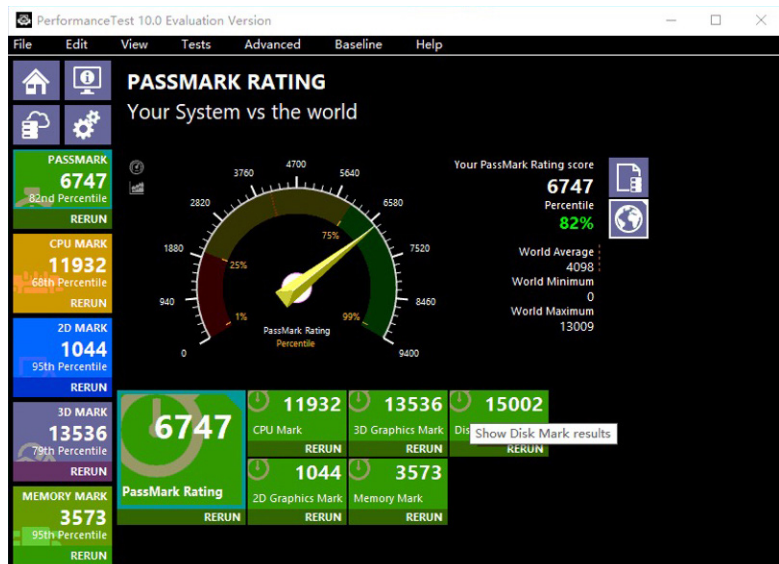 PerformanceTest 10.0 Evaluation Version
File Edit View Tests Advanced Baseline Help
PASSMARK RATING
Your System vs the world
PASSMARK
6747
82nd Percentile
RERUN
CPU MARK
11932
68th Percentile
RERUN
2D MARK
1044
95th Percentile
RERUN
3D MARK
13536
79th Percentile
RERUN
MEMORY MARK
3573
95th Percentile
RERUN
0
940
1880
2820
3760
4700
5640
6580
7520
8460
9400
1%
25%
75%
99%
PassMark Rating
Percentile
Your PassMark Rating score
6747
Percentile
82%
World Average
4098
World Minimum
0
World Maximum
13009
6747
PassMark Rating
RERUN
11932
CPU Mark
RERUN
13536
3D Graphics Mark
RERUN
15002
Dis
Show Disk Mark results
RERUN
1044
2D Graphics Mark
RERUN
3573
Memory Mark
RERUN